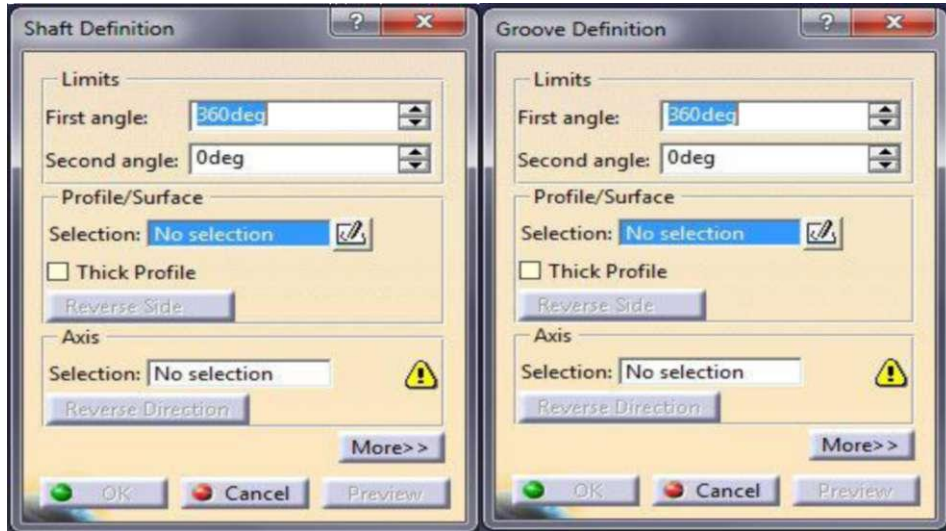 Shaft Definition
?
X
Limits
First angle: 360deg
Second angle: 0deg
Profile/Surface
Selection: No selection
Thick Profile
Reverse Side
Axis
Selection: No selection
Reverse Direction
More>>
OK
Cancel
Preview
Groove Definition
?
X
Limits
First angle: 360deg
Second angle: 0deg
Profile/Surface
Selection: No selection
Thick Profile
Reverse Side
Axis
Selection: No selection
Reverse Direction
More>>
OK
Cancel
Preview